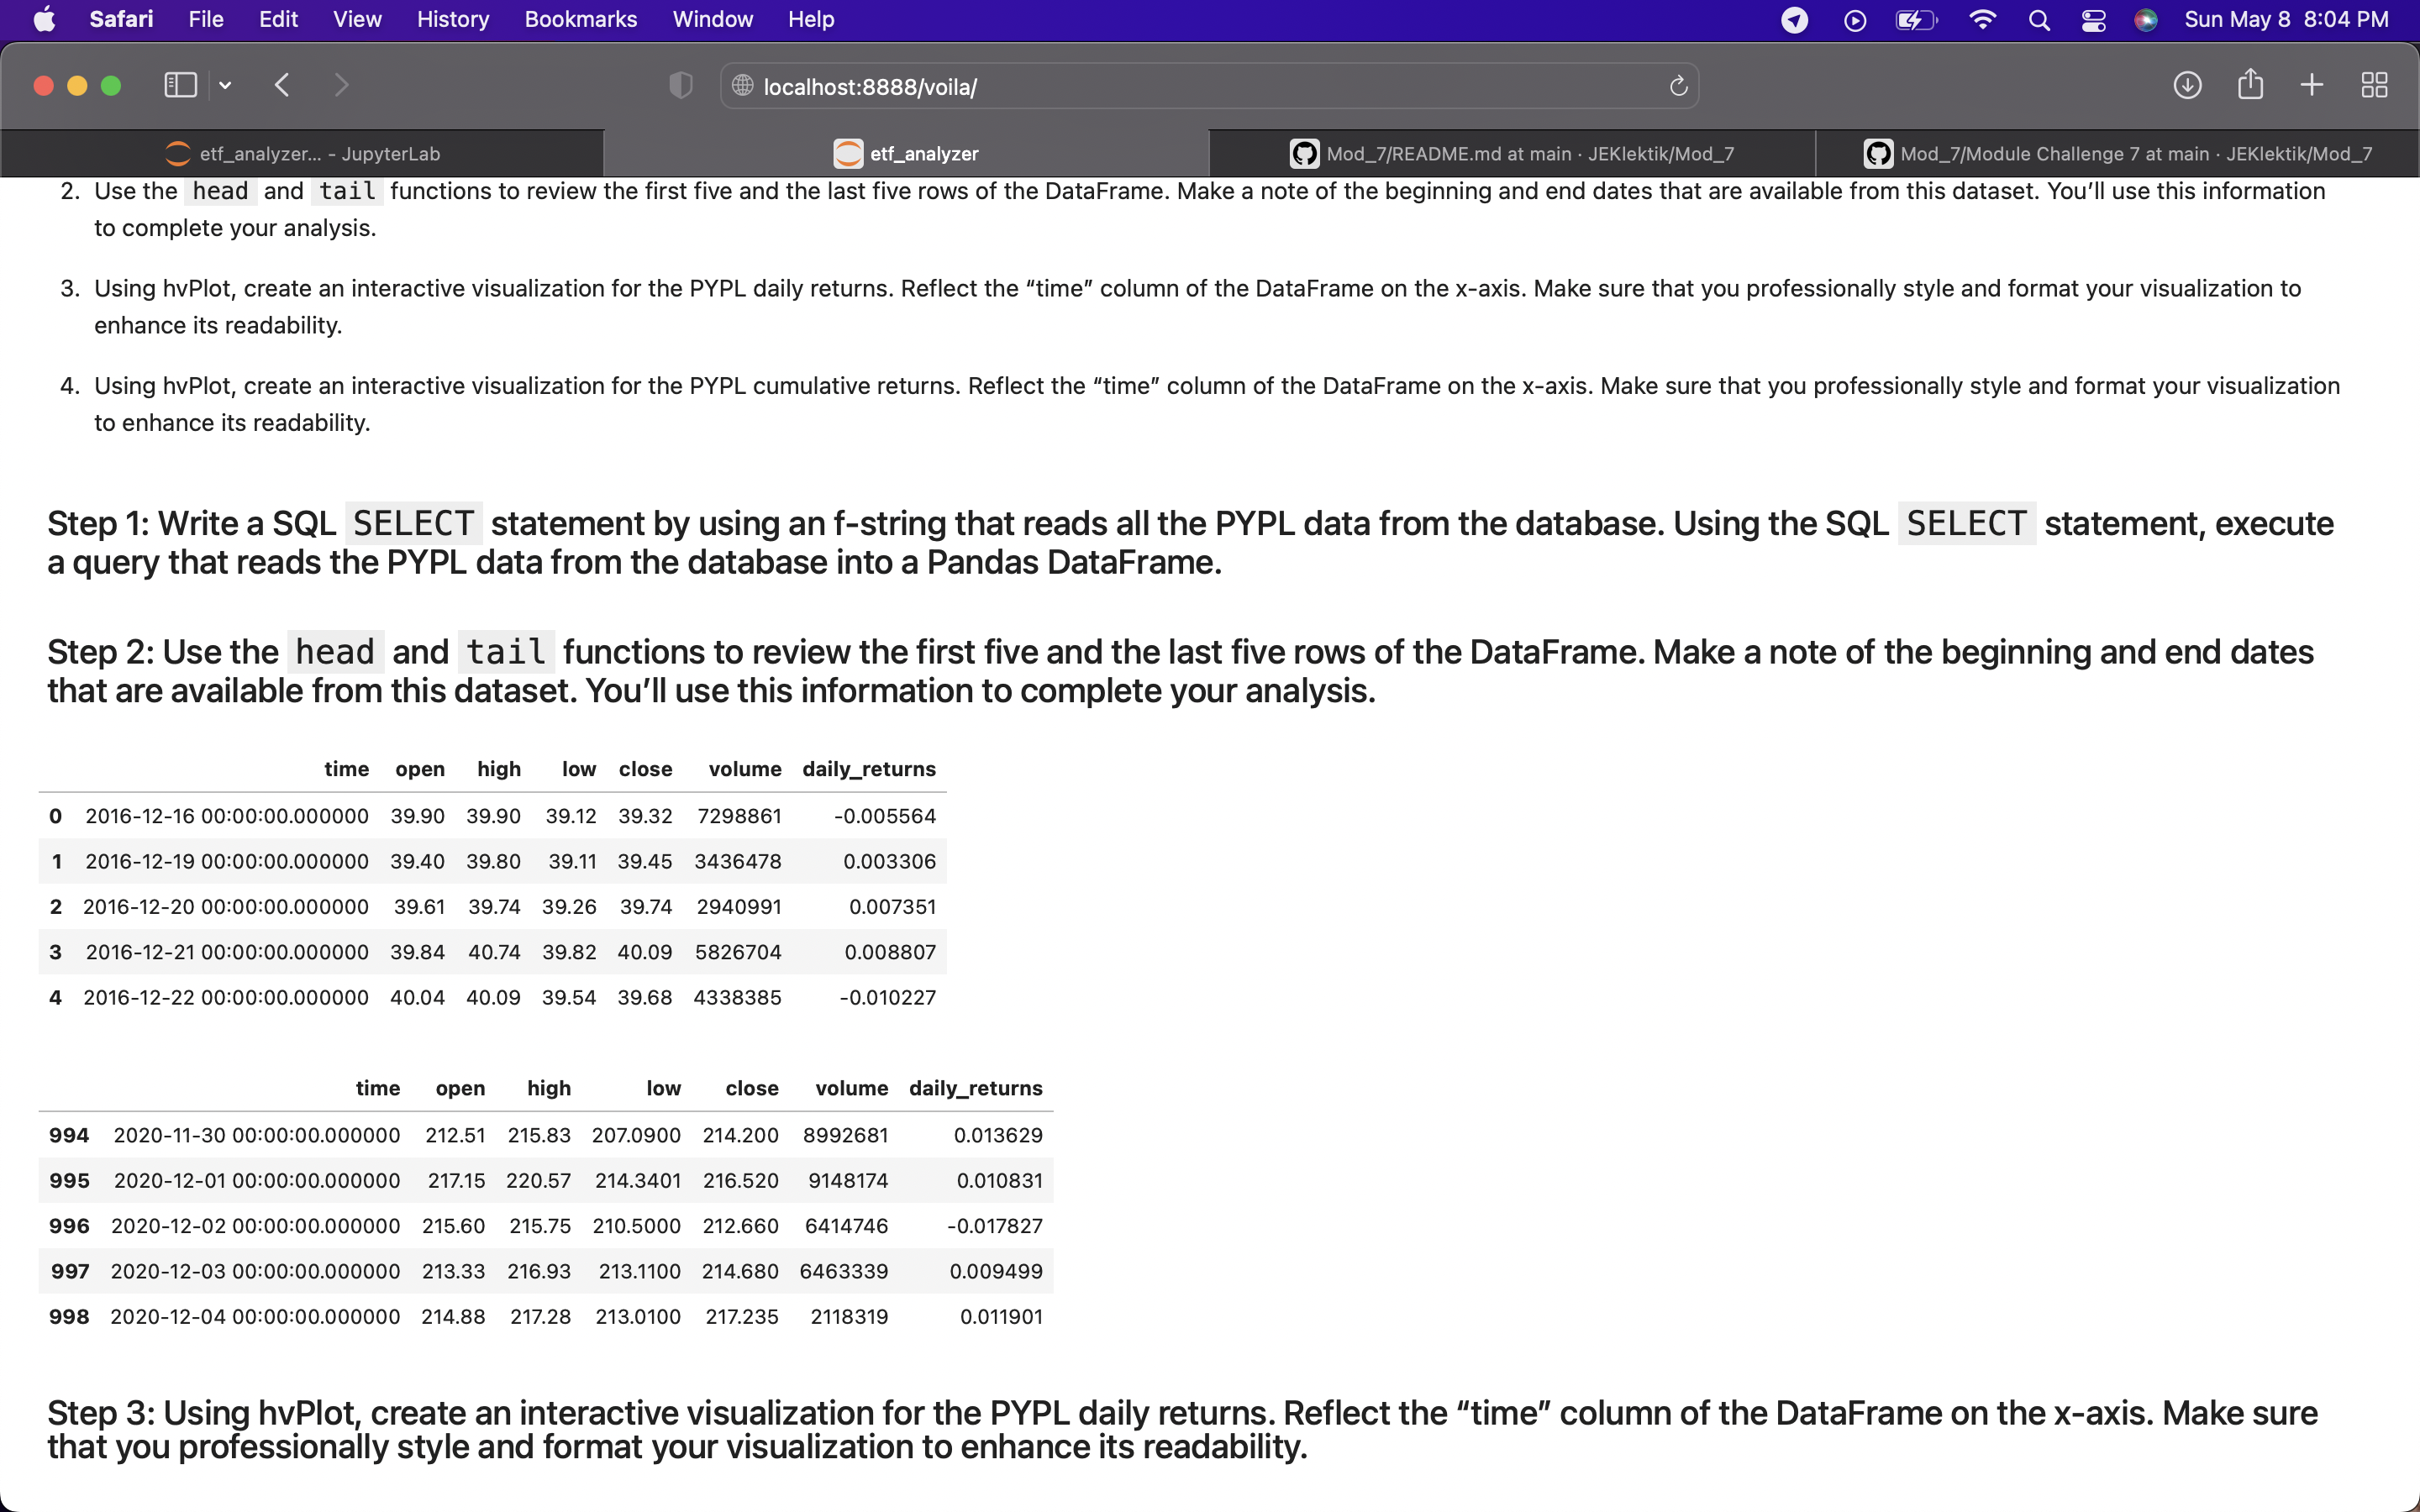 Safari File Edit View History Bookmarks Window Help Sun May 8 8:04 PM
localhost:8888/voila/
etf_analyzer... - JupyterLab etf_analyzer Mod_7/README.md at main · JEKlektik/Mod_7 Mod_7/Module Challenge 7 at main · JEKlektik/Mod_7
2. Use the head and tail functions to review the first five and the last five rows of the DataFrame. Make a note of the beginning and end dates that are available from this dataset. You’ll use this information
to complete your analysis.
3. Using hvPlot, create an interactive visualization for the PYPL daily returns. Reflect the “time” column of the DataFrame on the x-axis. Make sure that you professionally style and format your visualization to
enhance its readability.
4. Using hvPlot, create an interactive visualization for the PYPL cumulative returns. Reflect the “time” column of the DataFrame on the x-axis. Make sure that you professionally style and format your visualization
to enhance its readability.
Step 1: Write a SQL SELECT statement by using an f-string that reads all the PYPL data from the database. Using the SQL SELECT statement, execute
a query that reads the PYPL data from the database into a Pandas DataFrame.
Step 2: Use the head and tail functions to review the first five and the last five rows of the DataFrame. Make a note of the beginning and end dates
that are available from this dataset. You’ll use this information to complete your analysis.
time open high low close volume daily_returns
0 2016-12-16 00:00:00.000000 39.90 39.90 39.12 39.32 7298861 -0.005564
1 2016-12-19 00:00:00.000000 39.40 39.80 39.11 39.45 3436478 0.003306
2 2016-12-20 00:00:00.000000 39.61 39.74 39.26 39.74 2940991 0.007351
3 2016-12-21 00:00:00.000000 39.84 40.74 39.82 40.09 5826704 0.008807
4 2016-12-22 00:00:00.000000 40.04 40.09 39.54 39.68 4338385 -0.010227
time open high low close volume daily_returns
994 2020-11-30 00:00:00.000000 212.51 215.83 207.0900 214.200 8992681 0.013629
995 2020-12-01 00:00:00.000000 217.15 220.57 214.3401 216.520 9148174 0.010831
996 2020-12-02 00:00:00.000000 215.60 215.75 210.5000 212.660 6414746 -0.017827
997 2020-12-03 00:00:00.000000 213.33 216.93 213.1100 214.680 6463339 0.009499
998 2020-12-04 00:00:00.000000 214.88 217.28 213.0100 217.235 2118319 0.011901
Step 3: Using hvPlot, create an interactive visualization for the PYPL daily returns. Reflect the “time” column of the DataFrame on the x-axis. Make sure
that you professionally style and format your visualization to enhance its readability.